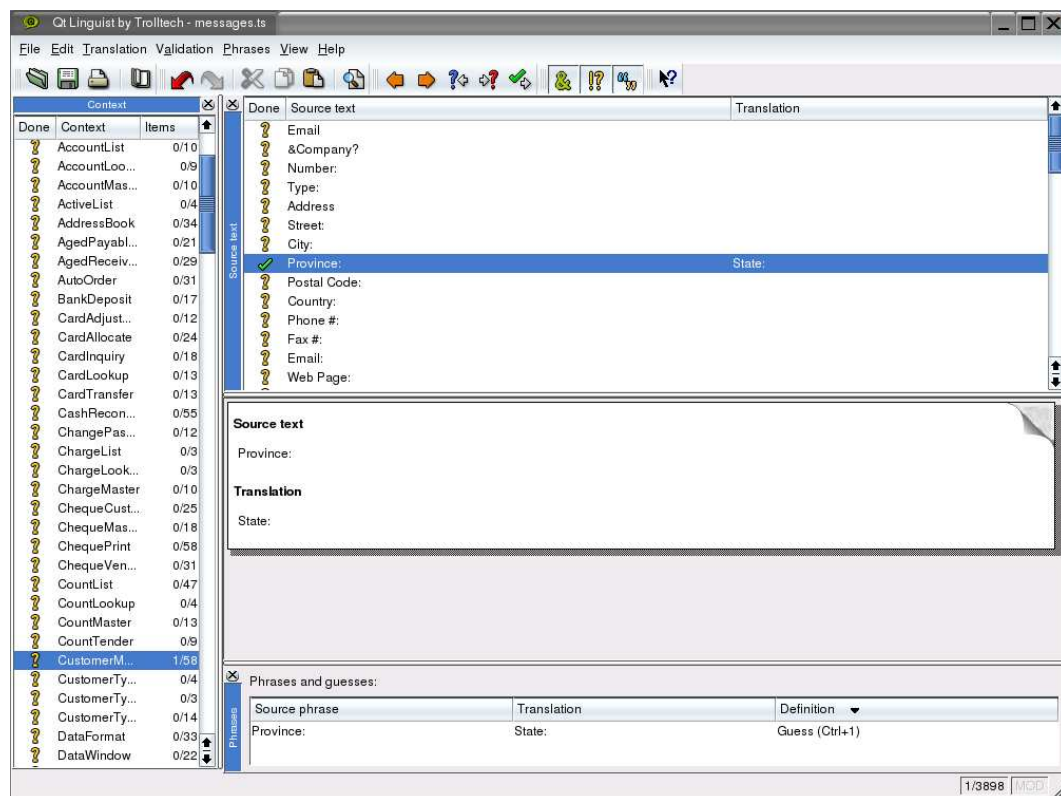 Qt Linguist by Trolltech - messages.ts
File Edit Translation Validation Phrases View Help
Context
Done Context Items
AccountList 0/10
AccountLoo... 0/9
AccountMas... 0/10
ActiveList 0/4
AddressBook 0/34
AgedPayabl... 0/21
AgedReceiv... 0/29
AutoOrder 0/31
BankDeposit 0/17
CardAdjust... 0/12
CardAllocate 0/24
CardInquiry 0/18
CardLookup 0/13
CardTransfer 0/13
CashRecon... 0/55
ChangePas... 0/12
ChargeList 0/3
ChargeLook... 0/3
ChargeMaster 0/10
ChequeCust... 0/25
ChequeMas... 0/18
ChequePrint 0/58
ChequeVen... 0/31
CountList 0/47
CountLookup 0/4
CountMaster 0/13
CountTender 0/9
CustomerM... 1/58
CustomerTy... 0/4
CustomerTy... 0/3
CustomerTy... 0/14
DataFormat 0/33
DataWindow 0/22
Source text
Done Source text Translation
Email
&Company?
Number:
Type:
Address
Street:
City:
Province: State:
Postal Code:
Country:
Phone #:
Fax #:
Email:
Web Page:
Source text
Province:
Translation
State:
Phrases
Phrases and guesses:
Source phrase Translation Definition
Province: State: Guess (Ctrl+1)
1/3898 MOD